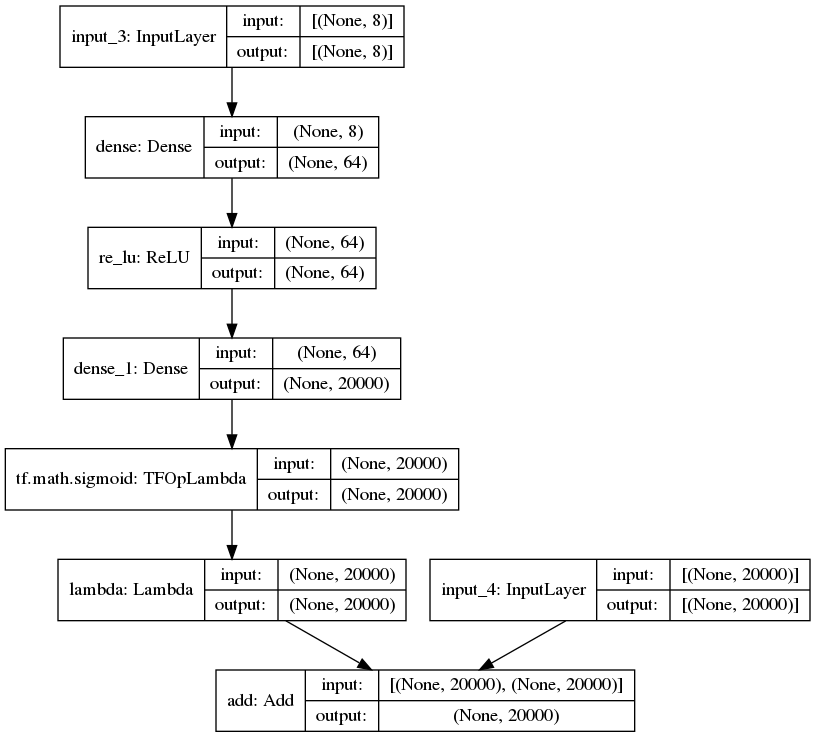 input_3: InputLayer
input: [(None, 8)]
output: [(None, 8)]
dense: Dense
input: (None, 8)
output: (None, 64)
re_lu: ReLU
input: (None, 64)
output: (None, 64)
dense_1: Dense
input: (None, 64)
output: (None, 20000)
tf.math.sigmoid: TFOpLambda
input: (None, 20000)
output: (None, 20000)
lambda: Lambda
input: (None, 20000)
output: (None, 20000)
input_4: InputLayer
input: [(None, 20000)]
output: [(None, 20000)]
add: Add
input: [(None, 20000), (None, 20000)]
output: (None, 20000)